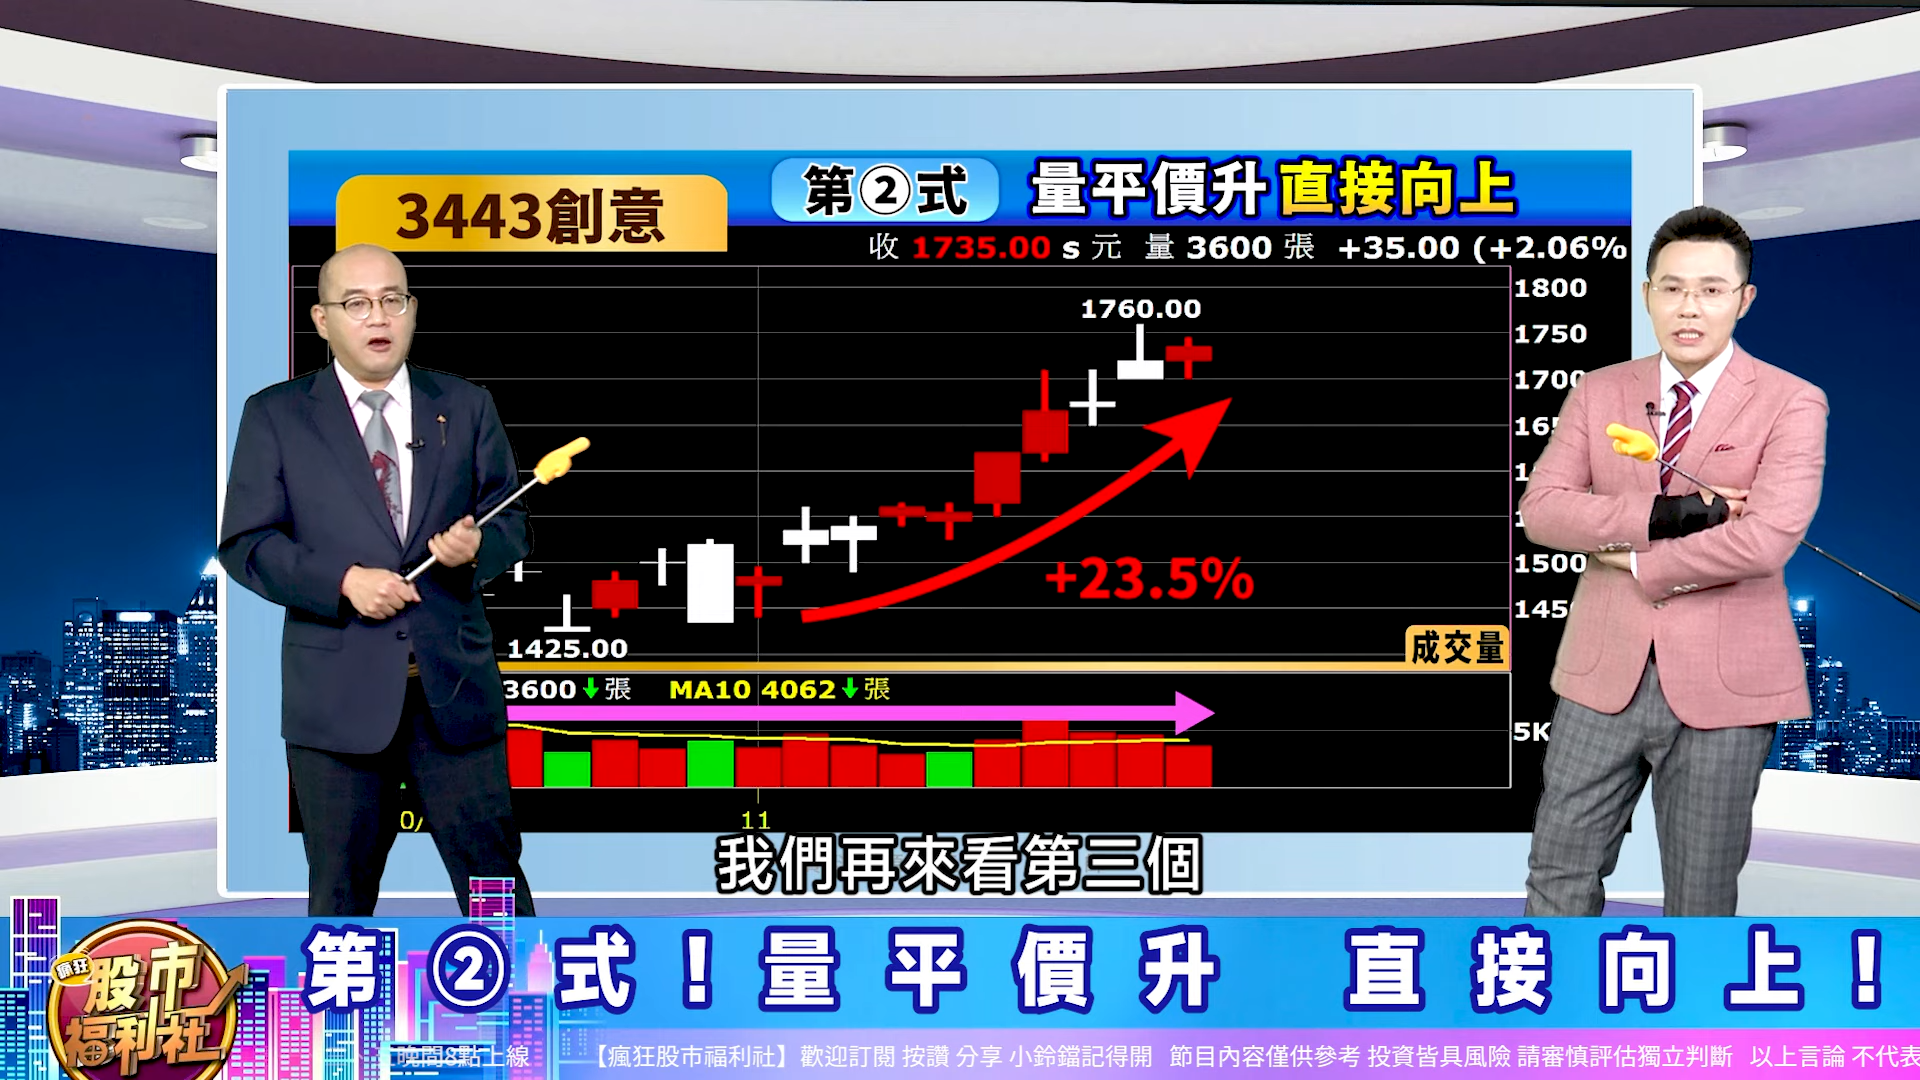 第②式 量平價升直接向上
3443創意
收 1735.00 s 元 量 3600 張 +35.00 (+2.06%
1800
1760.00
1750
1500
+23.5%
1425.00
成交量
3600↓張 MA10 4062↓張
5K
11
我們再來看第三個
第②式！量平價升 直接向上！
瘋狂
股市
福利社
晚間8點上線 【瘋狂股市福利社】歡迎訂閱 按讚 分享 小鈴鐺記得開 節目內容僅供參考 投資皆具風險 請審慎評估獨立判斷 以上言論 不代表